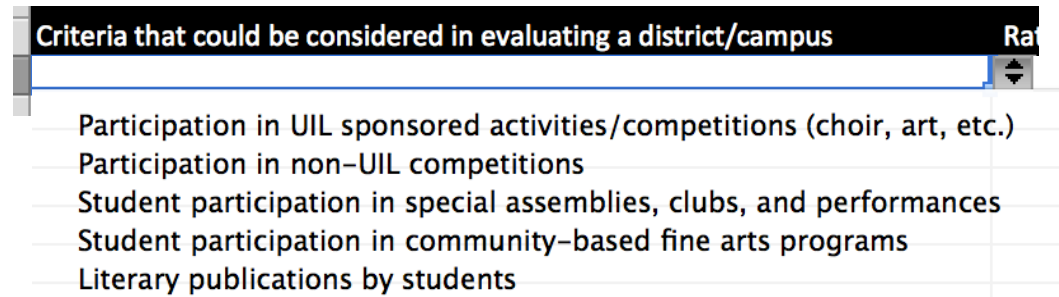 Criteria that could be considered in evaluating a district/campus Rat
Participation in UIL sponsored activities/competitions (choir, art, etc.)
Participation in non-UIL competitions
Student participation in special assemblies, clubs, and performances
Student participation in community-based fine arts programs
Literary publications by students